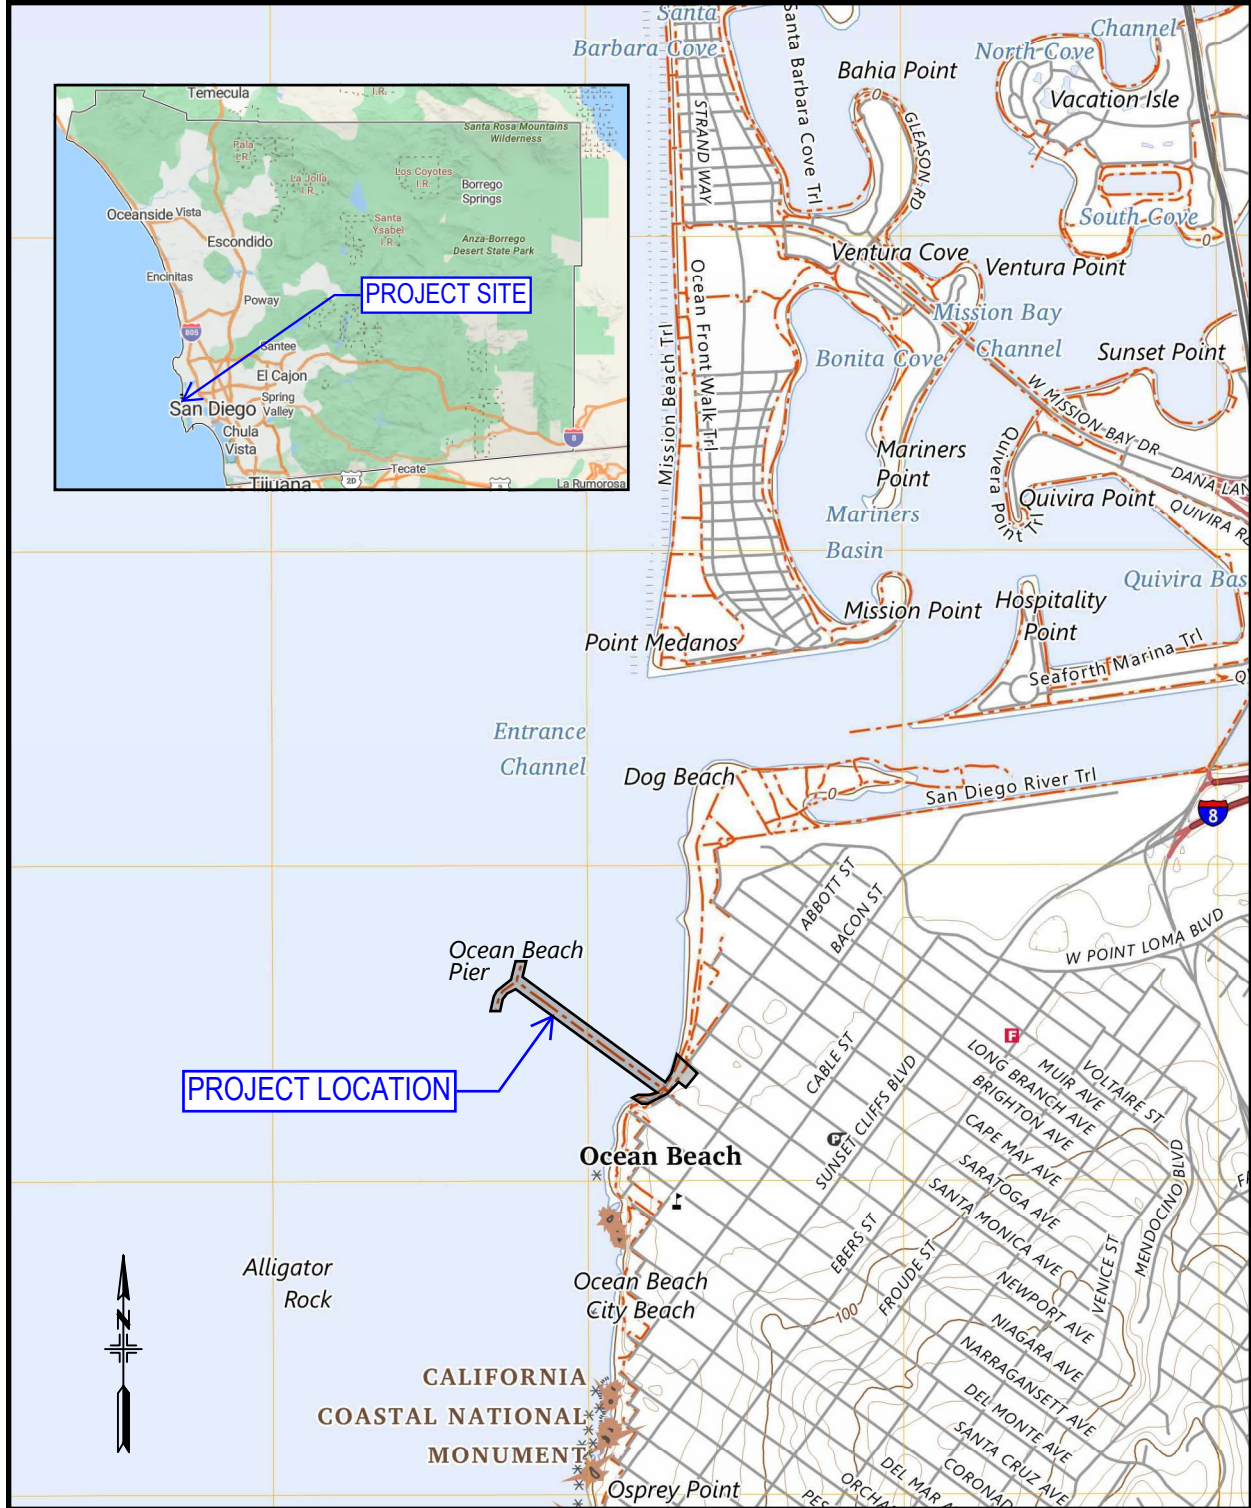 Santa
Barbara Cove
Santa Barbara Cove Trl
STRAND WAY
Bahia Point
0
GLEASON RD
North Cove
Channel
Vacation Isle
South Cove
0
Temecula
I.R.
Santa Rosa Mountains
Wilderness
Pala
I.R.
La Jolla
I.R.
Los Coyotes
I.R.
Borrego
Springs
Oceanside
Vista
Santa
Ysabel
I.R.
Escondido
Anza-Borrego
Desert State Park
Encinitas
Poway
PROJECT SITE
805
Santee
El Cajon
San Diego
Spring
Valley
Chula
Vista
8
Tecate
2D
Tijuana
La Rumorosa
Ventura Cove
Ventura Point
Mission Bay
Channel
Bonita Cove
Sunset Point
Mission Beach Trl
Ocean Front Walk Trl
W MISSION BAY DR
DANA LAN
QUIVIRA RD
Mariners
Point
Quivira Point Trl
Quivira Point
Mariners
Basin
Quivira Bas
Mission Point
Hospitality
Point
Point Medanos
Seaforth Marina Trl
Q
Entrance
Channel
Dog Beach
0
San Diego River Trl
8
ABBOTT ST
BACON ST
W POINT LOMA BLVD
Ocean Beach
Pier
PROJECT LOCATION
F
CABLE ST
SUNSET CLIFFS BLVD
P
LONG BRANCH AVE
MUIR AVE
VOLTAIRE ST
BRIGHTON AVE
CAPE MAY AVE
SARATOGA AVE
SANTA MONICA AVE
MENDOCINO BLVD
Ocean Beach
EBERS ST
FROUDE ST
VENICE ST
NEWPORT AVE
NIAGARA AVE
NARRAGANSETT AVE
DEL MONTE AVE
SANTA CRUZ AVE
CORONAD
DEL MAR A
ORCHA
PES
100
Alligator
Rock
Ocean Beach
City Beach
N
CALIFORNIA
COASTAL NATIONAL
MONUMENT
Osprey Point